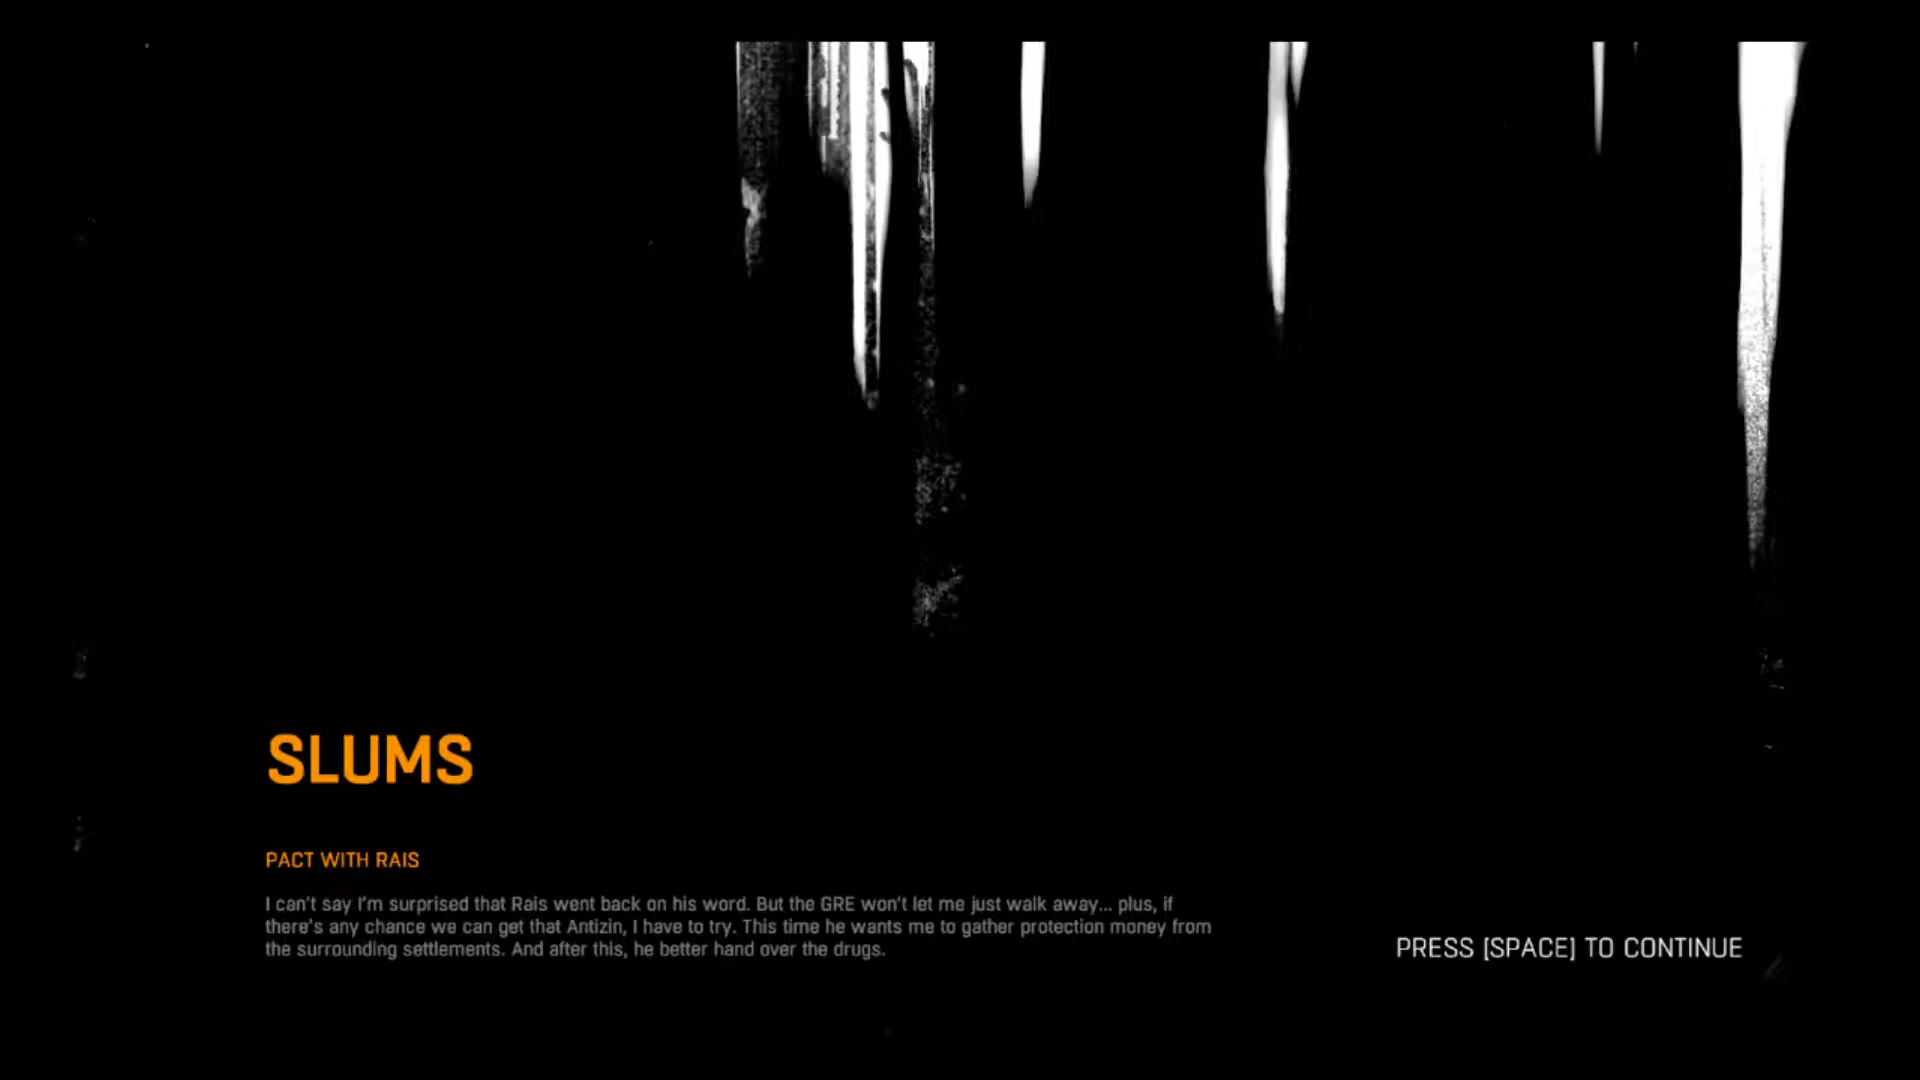 SLUMS
PACT WITH RAIS
I can't say I'm surprised that Rais went back on his word. But the GRE won't let me just walk away... plus, if
there's any chance we can get that Antizin, I have to try. This time he wants me to gather protection money from
the surrounding settlements. And after this, he better hand over the drugs.
PRESS [SPACE] TO CONTINUE